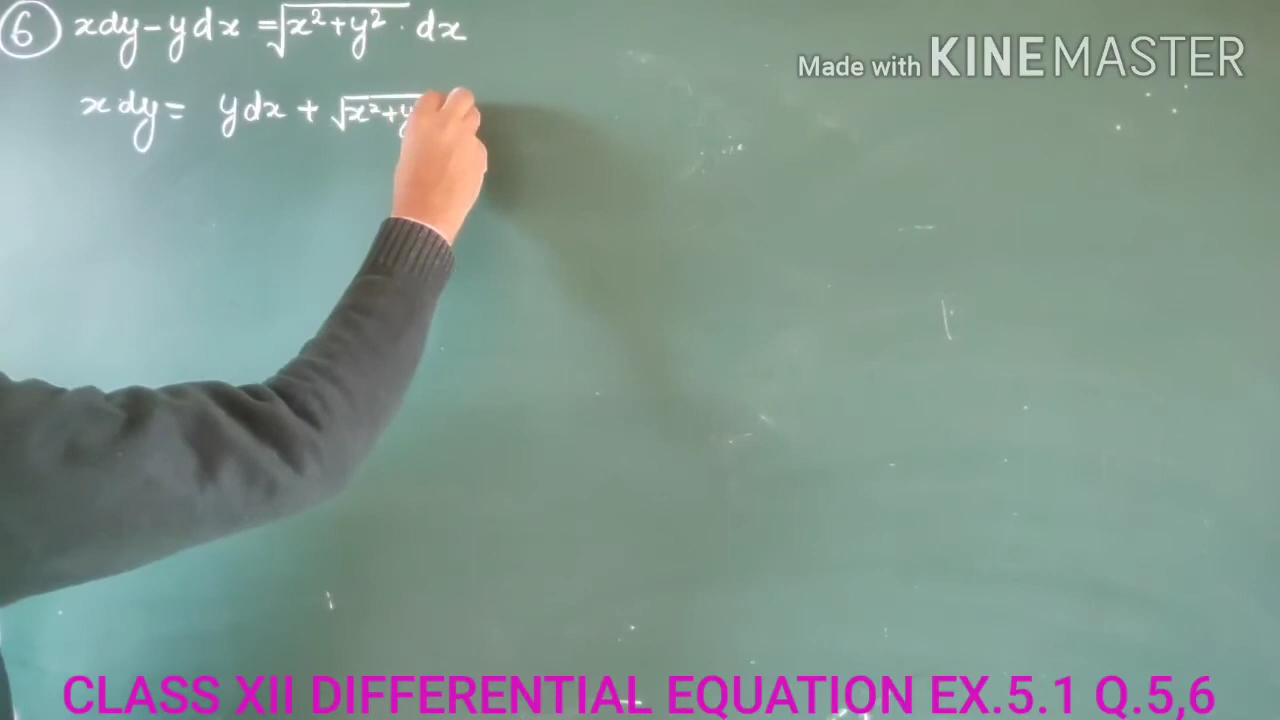 ⑥ xdy - ydx = √x²+y² · dx
xdy = ydx + √x²+y
Made with KINEMASTER
CLASS XII DIFFERENTIAL EQUATION EX.5.1 Q.5,6